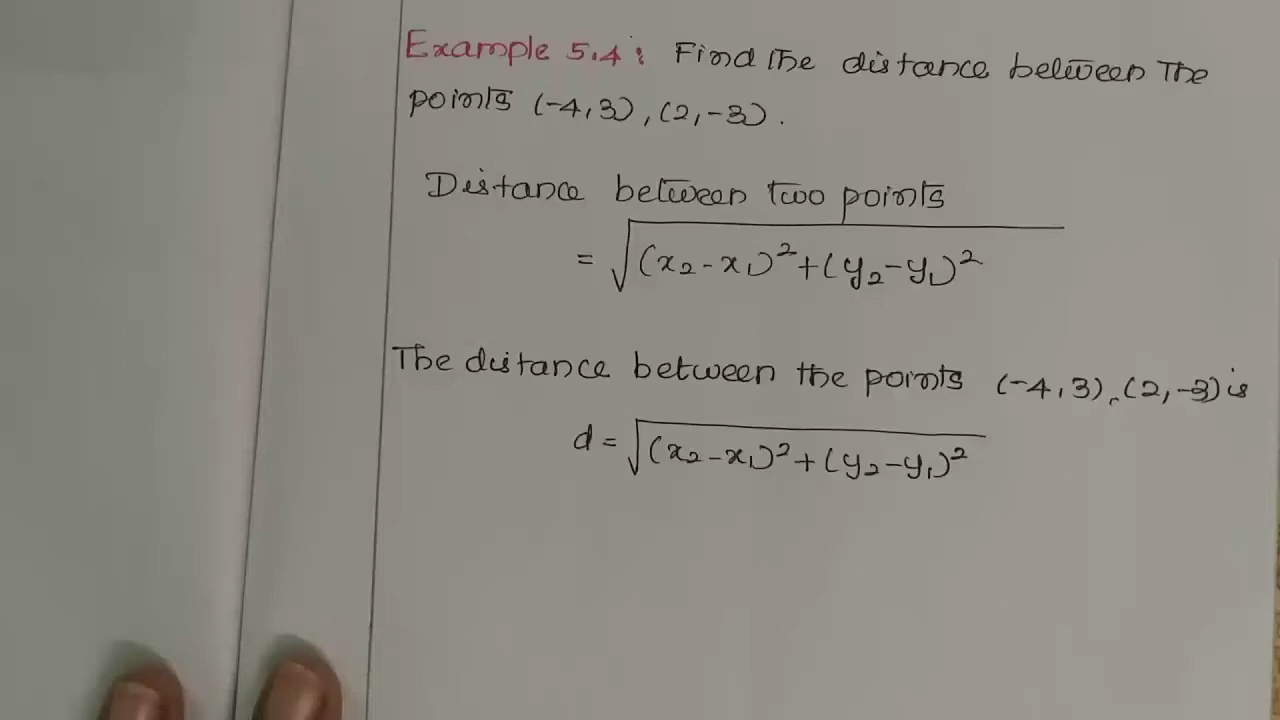 Example 5.4: Find the distance between the
points (-4,3), (2,-3).
Distance between two points
= √(x₂-x₁)²+(y₂-y₁)²
The distance between the points (-4,3), (2,-3) is
d = √(x₂-x₁)²+(y₂-y₁)²